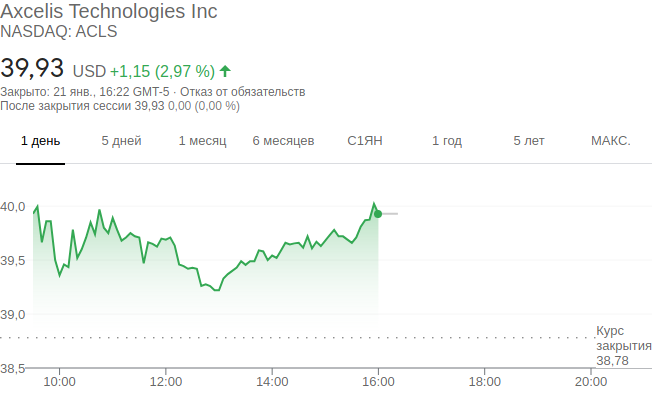 Axcelis Technologies Inc
NASDAQ: ACLS
39,93 USD +1,15 (2,97 %)
Закрыто: 21 янв., 16:22 GMT-5 · Отказ от обязательств
После закрытия сессии 39,93 0,00 (0,00 %)
1 день 5 дней 1 месяц 6 месяцев С1ЯН 1 год 5 лет МАКС.
40,0
39,5
39,0
Курс
закрытия
38,78
38,5
10:00 12:00 14:00 16:00 18:00 20:00